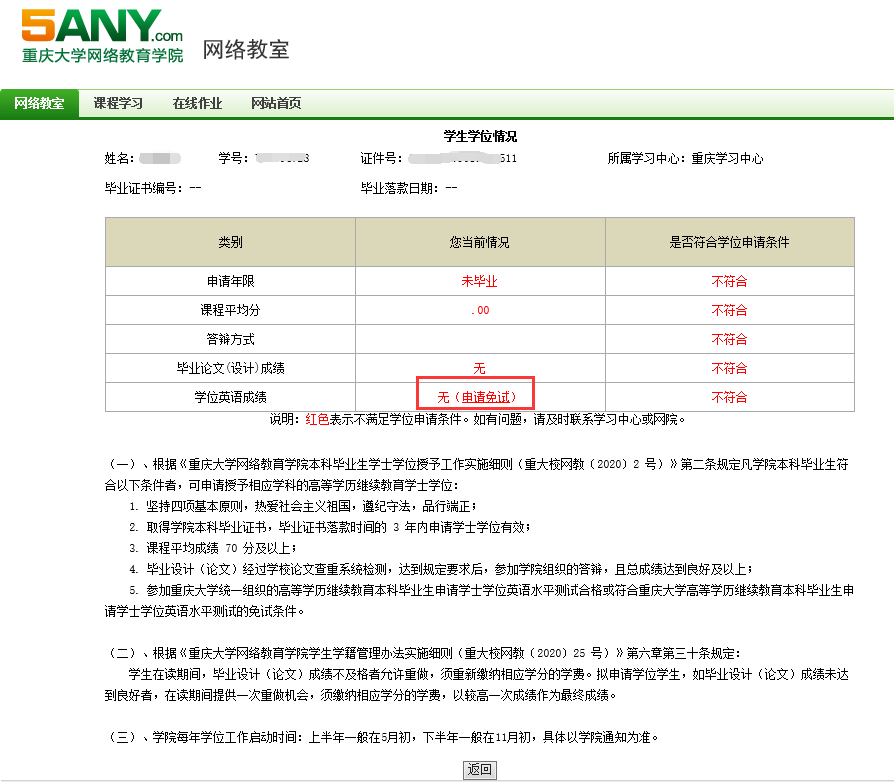 5ANY.com
重庆大学网络教育学院
网络教室
网络教室 课程学习 在线作业 网站首页
学生学位情况
姓名: 学号: 证件号: 511 所属学习中心: 重庆学习中心
毕业证书编号: -- 毕业落款日期: --
类别 您当前情况 是否符合学位申请条件
申请年限 未毕业 不符合
课程平均分 .00 不符合
答辩方式 不符合
毕业论文(设计)成绩 无 不符合
学位英语成绩 无（申请免试） 不符合
说明: 红色表示不满足学位申请条件。如有问题, 请及时联系学习中心或网院。
（一）、根据《重庆大学网络教育学院本科毕业生学士学位授予工作实施细则（重大校网教〔2020〕2 号）》第二条规定凡学院本科毕业生符
合以下条件者, 可申请授予相应学科的高等学历继续教育学士学位:
1. 坚持四项基本原则, 热爱社会主义祖国, 遵纪守法, 品行端正;
2. 取得学院本科毕业证书, 毕业证书落款时间的 3 年内申请学士学位有效;
3. 课程平均成绩 70 分及以上;
4. 毕业设计（论文）经过学校论文查重系统检测, 达到规定要求后, 参加学院组织的答辩, 且总成绩达到良好及以上;
5. 参加重庆大学统一组织的高等学历继续教育本科毕业生申请学士学位英语水平测试合格或符合重庆大学高等学历继续教育本科毕业生申
请学士学位英语水平测试的免试条件。
（二）、根据《重庆大学网络教育学院学生学籍管理办法实施细则（重大校网教〔2020〕25 号）》第六章第三十条规定:
学生在读期间, 毕业设计（论文）成绩不及格者允许重做, 须重新缴纳相应学分的学费。拟申请学位学生, 如毕业设计（论文）成绩未达
到良好者, 在读期间提供一次重做机会, 须缴纳相应学分的学费, 以较高一次成绩作为最终成绩。
（三）、学院每年学位工作启动时间: 上半年一般在5月初, 下半年一般在11月初, 具体以学院通知为准。
返回